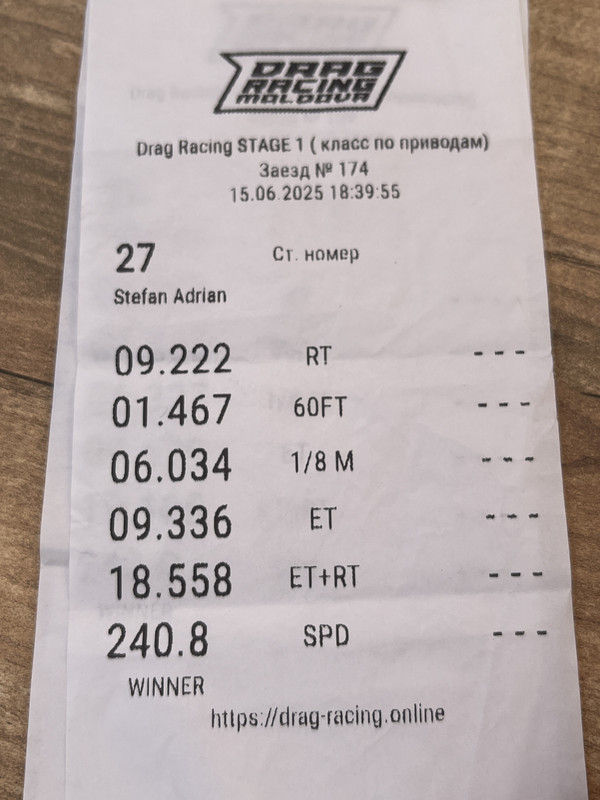 DRAG
RACING
MOLDOVA
Drag Racing STAGE 1 ( класс по приводам)
Заезд № 174
15.06.2025 18:39:55
27 Ст. номер
Stefan Adrian
09.222 RT ---
01.467 60FT ---
06.034 1/8 M ---
09.336 ET ---
18.558 ET+RT ---
240.8 SPD ---
WINNER
https://drag-racing.online